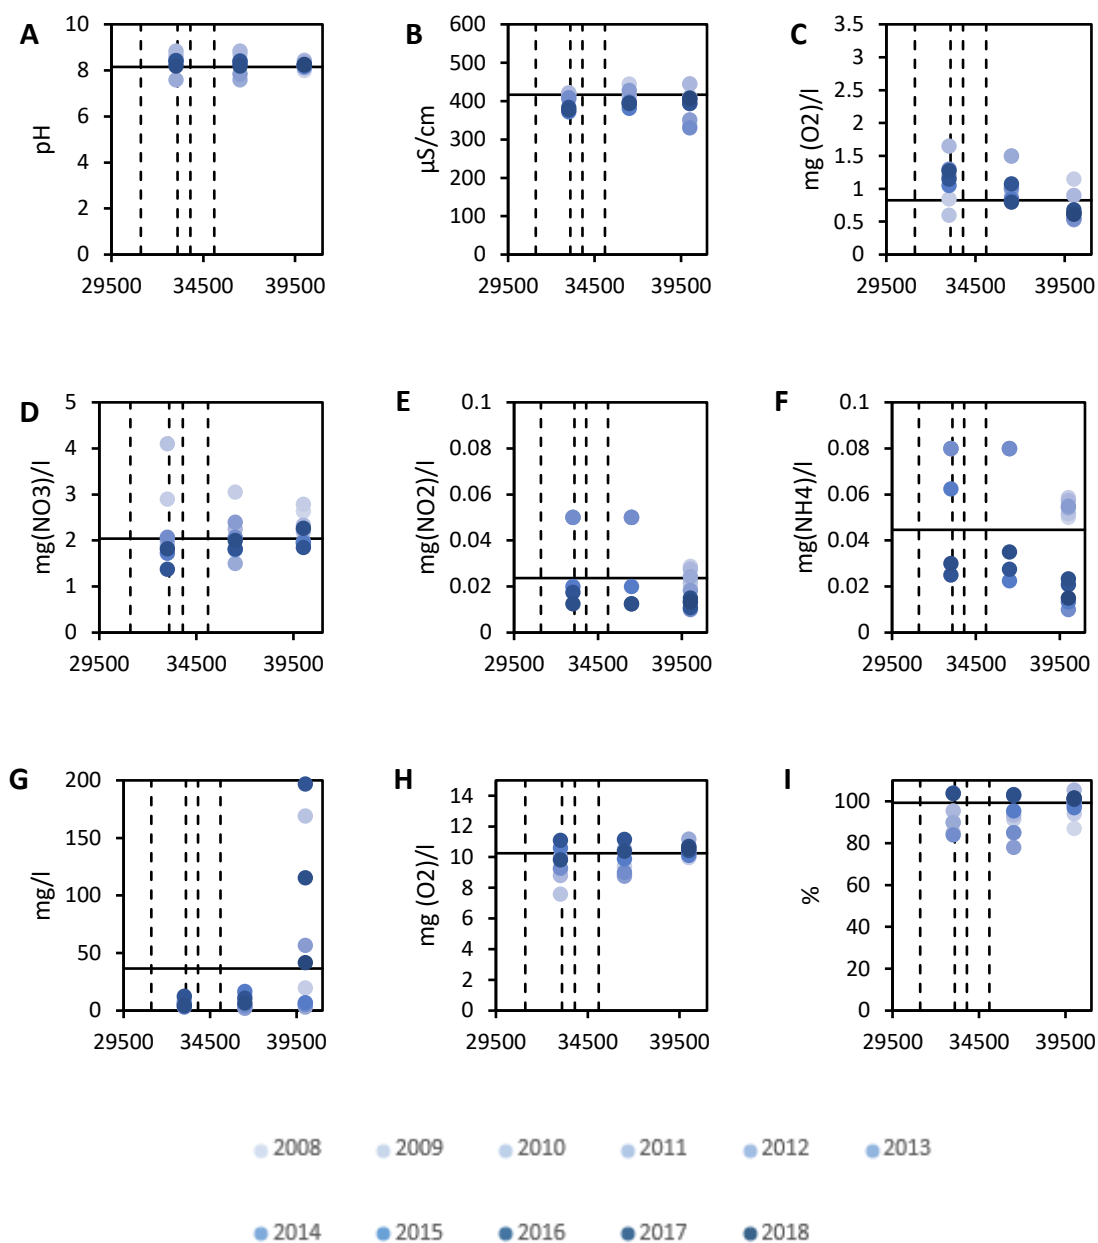 A
pH
10
8
6
4
2
0
29500 34500 39500
B
µS/cm
600
500
400
300
200
100
0
29500 34500 39500
C
mg (O2)/l
3.5
3
2.5
2
1.5
1
0.5
0
29500 34500 39500
D
mg(NO3)/l
5
4
3
2
1
0
29500 34500 39500
E
mg(NO2)/l
0.1
0.08
0.06
0.04
0.02
0
29500 34500 39500
F
mg(NH4)/l
0.1
0.08
0.06
0.04
0.02
0
29500 34500 39500
G
mg/l
200
150
100
50
0
29500 34500 39500
H
mg (O2)/l
14
12
10
8
6
4
2
0
29500 34500 39500
I
%
100
80
60
40
20
0
29500 34500 39500
2008 2009 2010 2011 2012 2013
2014 2015 2016 2017 2018